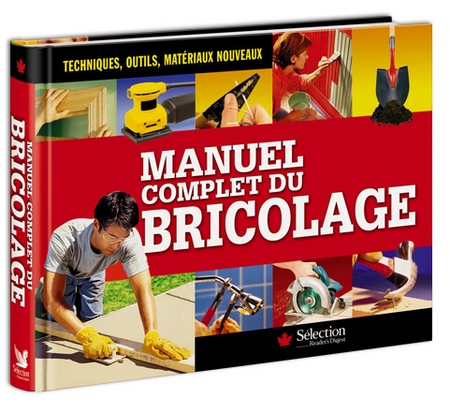 TECHNIQUES, OUTILS, MATÉRIAUX NOUVEAUX
MANUEL
COMPLET DU
BRICOLAGE
Sélection
Reader's Digest
MANUEL COMPLET DU
BRICOLAGE